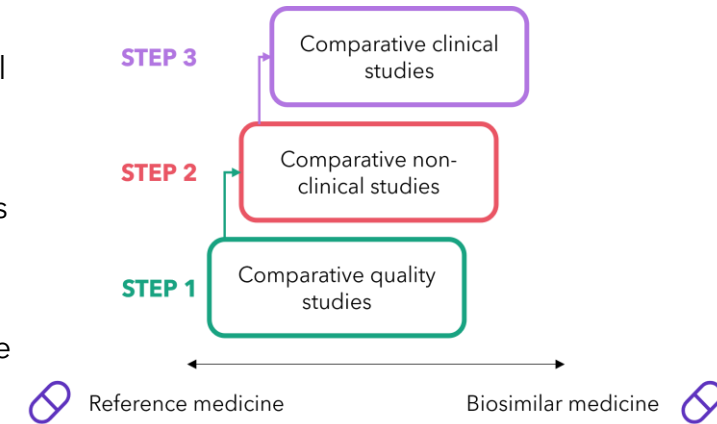 l
STEP 3
Comparative clinical
studies
STEP 2
Comparative non-
clinical studies
s
STEP 1
Comparative quality
studies
e
Reference medicine
Biosimilar medicine